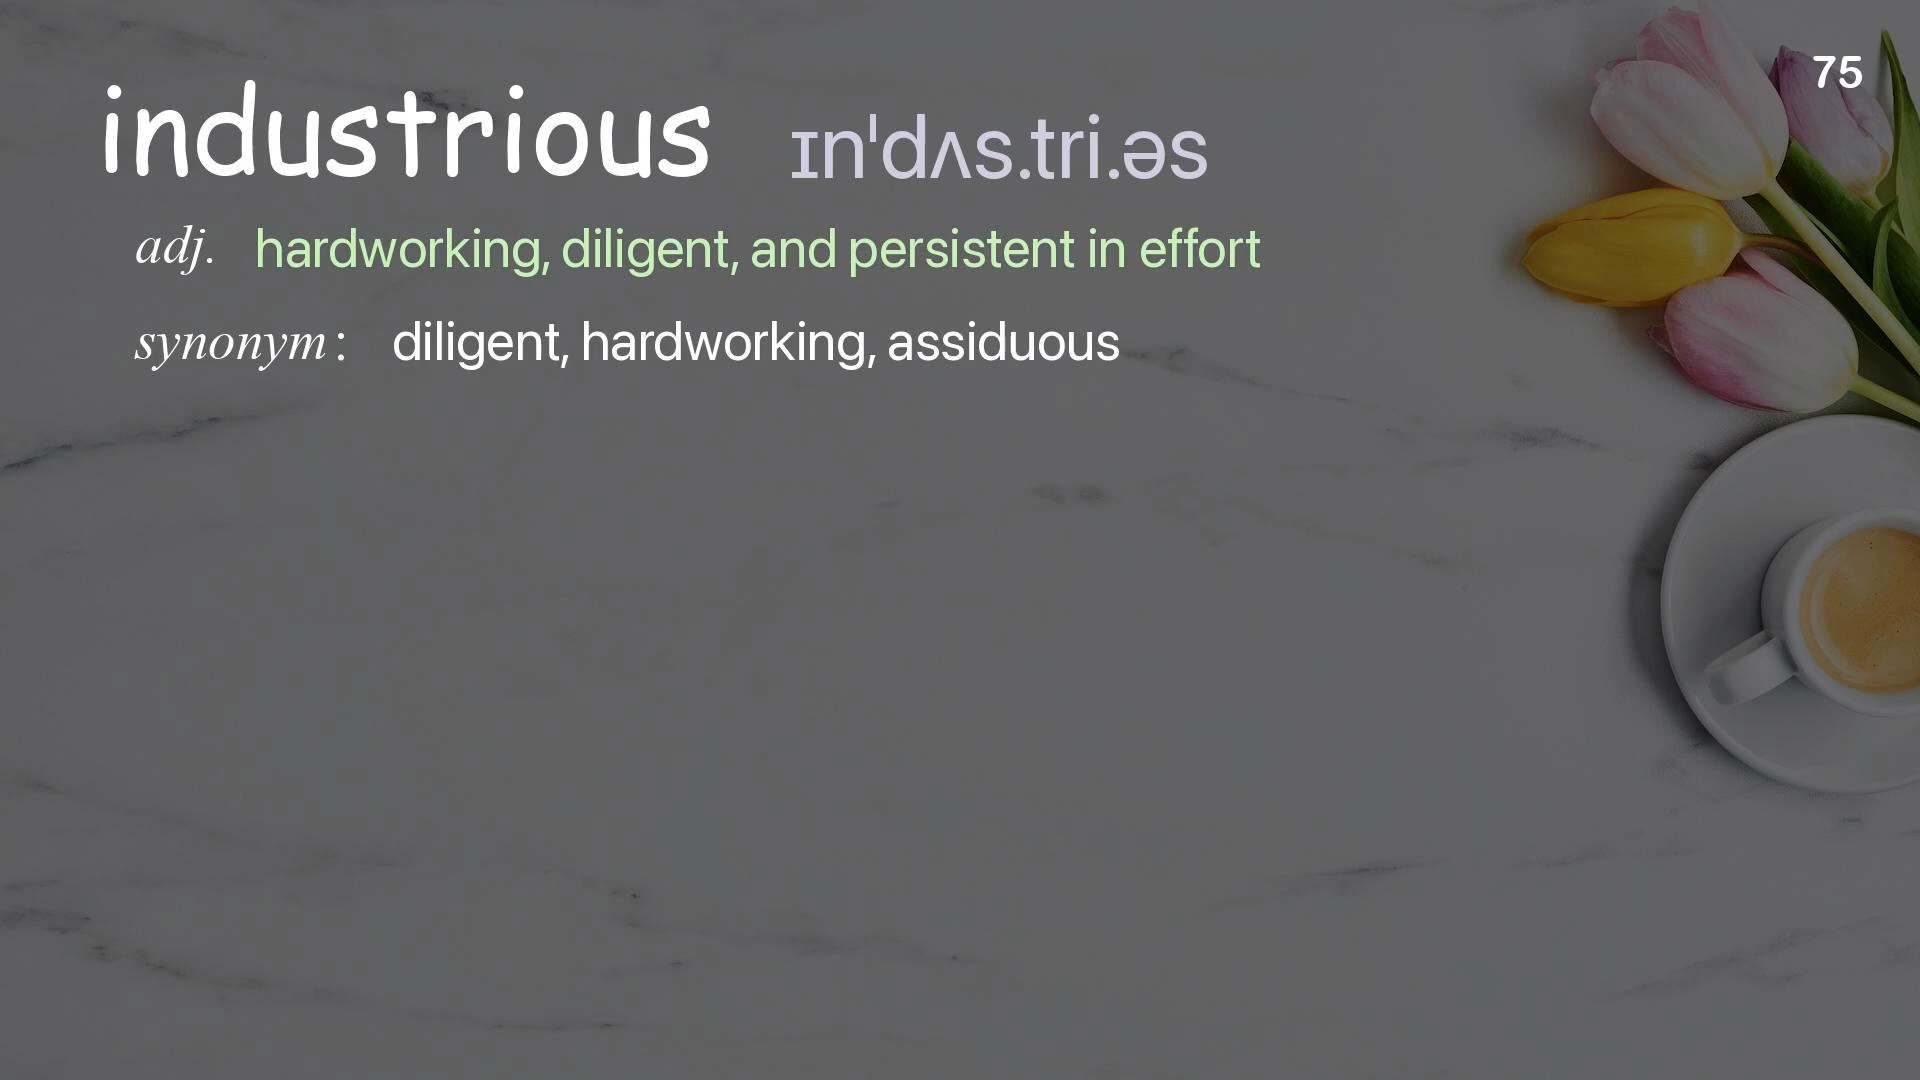 75
industrious ɪnˈdʌs.tri.əs
adj. hardworking, diligent, and persistent in effort
synonym : diligent, hardworking, assiduous